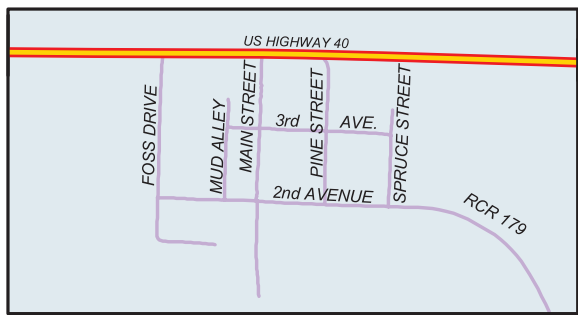 US HIGHWAY 40
FOSS DRIVE
MUD ALLEY
MAIN STREET
3rd AVE.
PINE STREET
SPRUCE STREET
2nd AVENUE
RCR 179